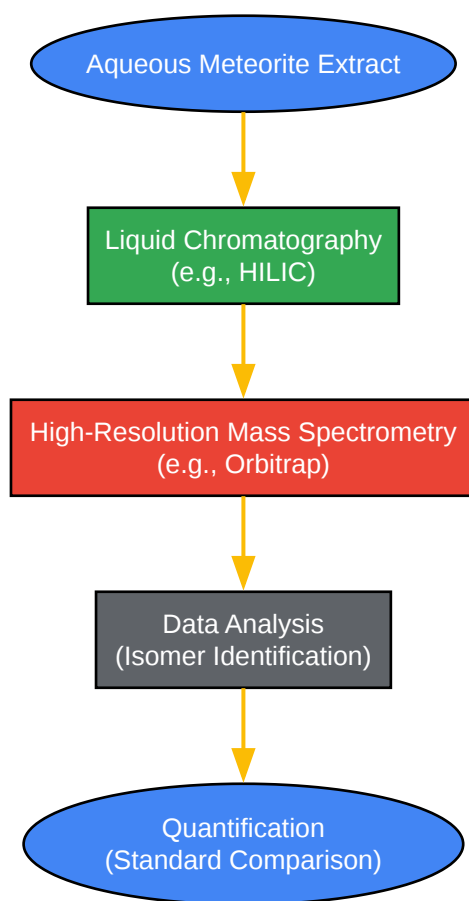 Aqueous Meteorite Extract
Liquid Chromatography
(e.g., HILIC)
High-Resolution Mass Spectrometry
(e.g., Orbitrap)
Data Analysis
(Isomer Identification)
Quantification
(Standard Comparison)